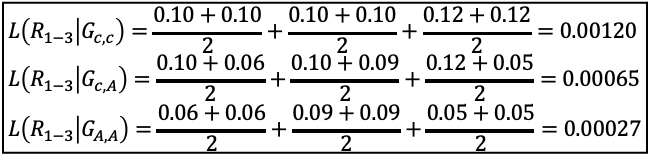 L(R₁₋₃|G_c,c) = (0.10 + 0.10)/2 + (0.10 + 0.10)/2 + (0.12 + 0.12)/2 = 0.00120
L(R₁₋₃|G_c,A) = (0.10 + 0.06)/2 + (0.10 + 0.09)/2 + (0.12 + 0.05)/2 = 0.00065
L(R₁₋₃|G_A,A) = (0.06 + 0.06)/2 + (0.09 + 0.09)/2 + (0.05 + 0.05)/2 = 0.00027